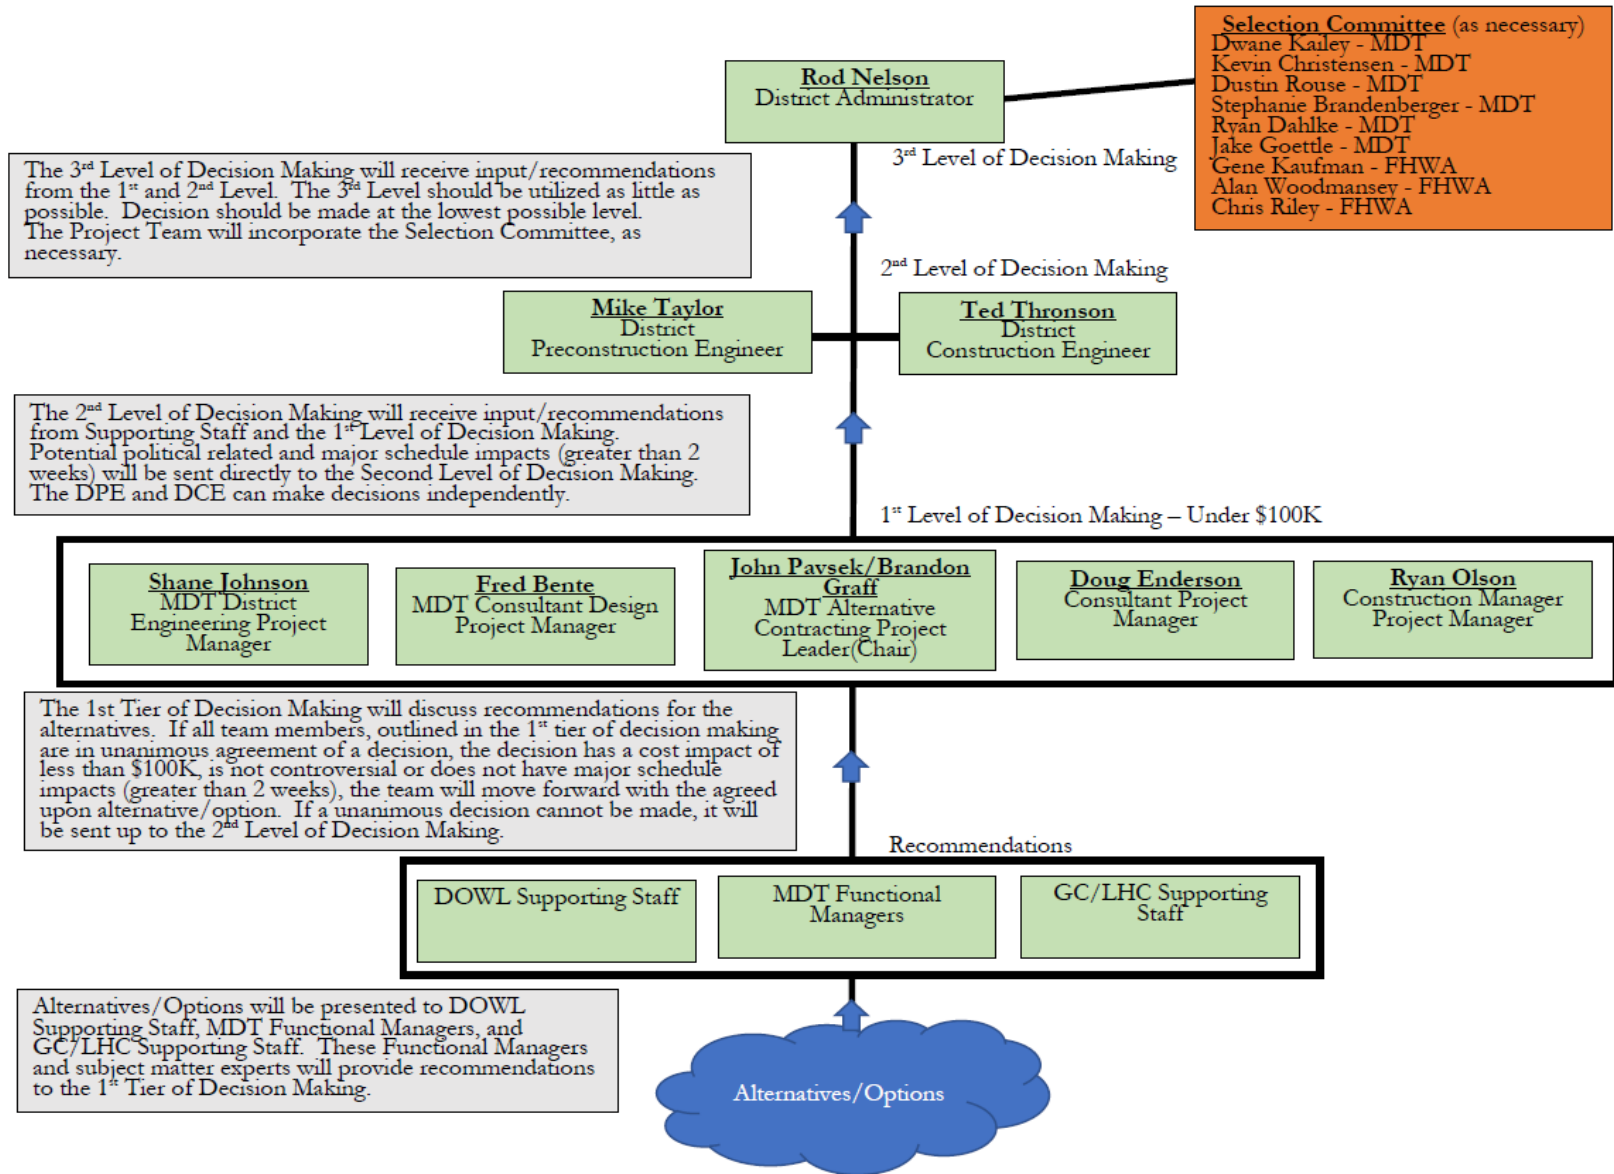 Selection Committee (as necessary)
Dwane Kailey - MDT
Kevin Christensen - MDT
Dustin Rouse - MDT
Stephanie Brandenberger - MDT
Ryan Dahlke - MDT
Jake Goettle - MDT
Gene Kaufman - FHWA
Alan Woodmansey - FHWA
Chris Riley - FHWA
Rod Nelson
District Administrator
3rd Level of Decision Making
The 3rd Level of Decision Making will receive input/recommendations
from the 1st and 2nd Level. The 3rd Level should be utilized as little as
possible. Decision should be made at the lowest possible level.
The Project Team will incorporate the Selection Committee, as
necessary.
2nd Level of Decision Making
Mike Taylor
District
Preconstruction Engineer
Ted Thronson
District
Construction Engineer
The 2nd Level of Decision Making will receive input/recommendations
from Supporting Staff and the 1st Level of Decision Making.
Potential political related and major schedule impacts (greater than 2
weeks) will be sent directly to the Second Level of Decision Making.
The DPE and DCE can make decisions independently.
1st Level of Decision Making – Under $100K
Shane Johnson
MDT District
Engineering Project
Manager
Fred Bente
MDT Consultant Design
Project Manager
John Pavsek/Brandon
Graff
MDT Alternative
Contracting Project
Leader(Chair)
Doug Enderson
Consultant Project
Manager
Ryan Olson
Construction Manager
Project Manager
The 1st Tier of Decision Making will discuss recommendations for the
alternatives. If all team members, outlined in the 1st tier of decision making
are in unanimous agreement of a decision, the decision has a cost impact of
less than $100K, is not controversial or does not have major schedule
impacts (greater than 2 weeks), the team will move forward with the agreed
upon alternative/option. If a unanimous decision cannot be made, it will
be sent up to the 2nd Level of Decision Making.
Recommendations
DOWL Supporting Staff
MDT Functional
Managers
GC/LHC Supporting
Staff
Alternatives/Options will be presented to DOWL
Supporting Staff, MDT Functional Managers, and
GC/LHC Supporting Staff. These Functional Managers
and subject matter experts will provide recommendations
to the 1st Tier of Decision Making.
Alternatives/Options